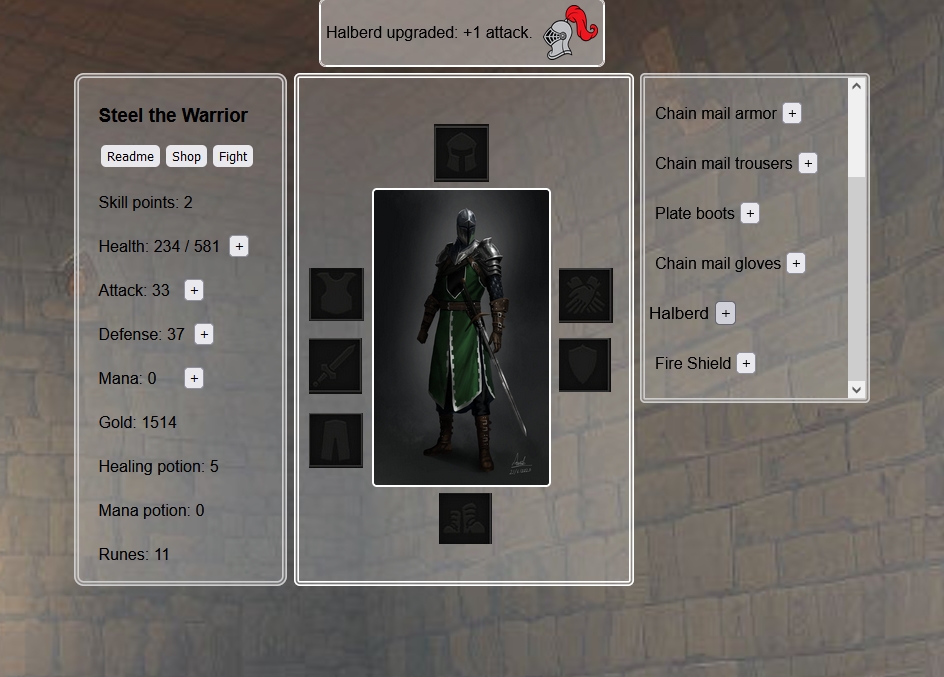 Halberd upgraded: +1 attack.
Steel the Warrior
Readme Shop Fight
Skill points: 2
Health: 234 / 581 +
Attack: 33 +
Defense: 37 +
Mana: 0 +
Gold: 1514
Healing potion: 5
Mana potion: 0
Runes: 11
Chain mail armor +
Chain mail trousers +
Plate boots +
Chain mail gloves +
Halberd +
Fire Shield +